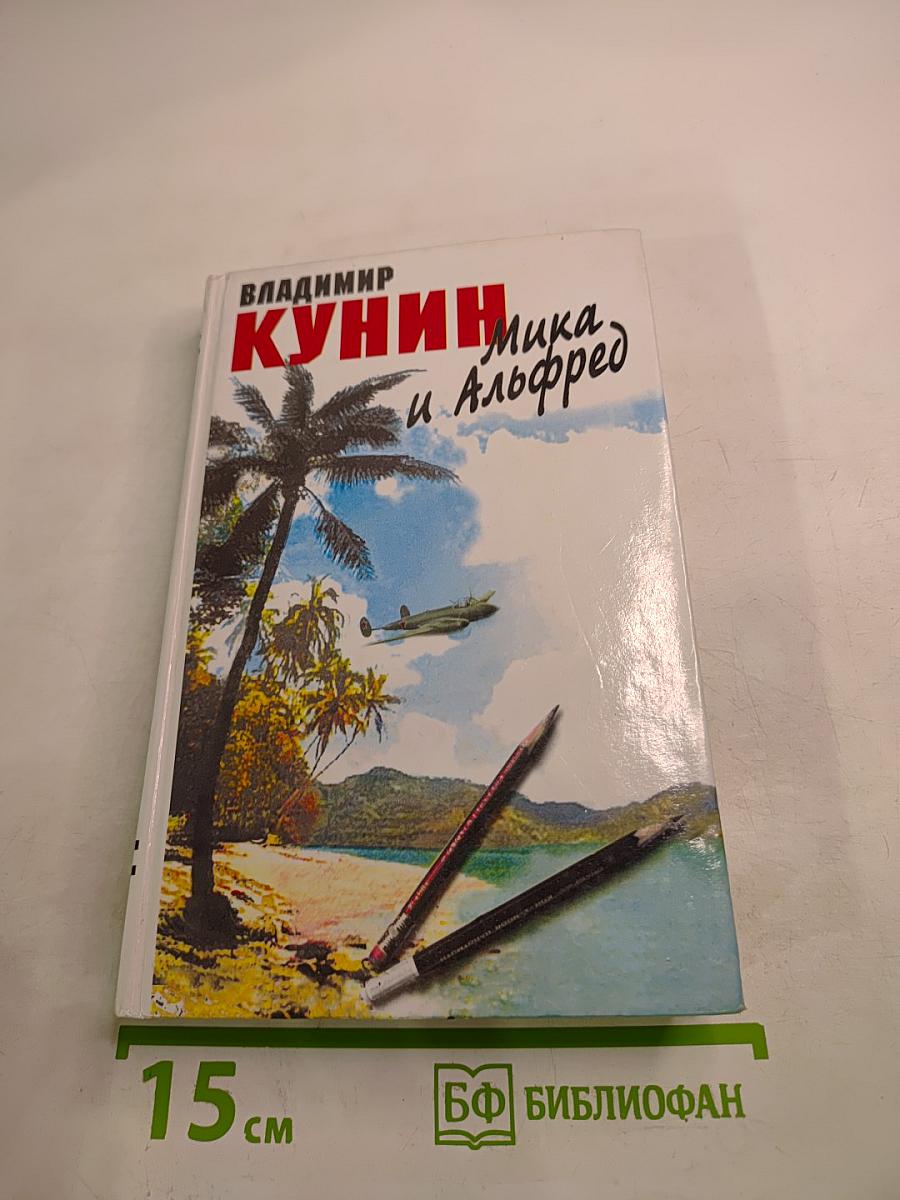 ВЛАДИМИР
КУНИН
Мика
и Альфред
15 см
БФ БИБЛИОФАН